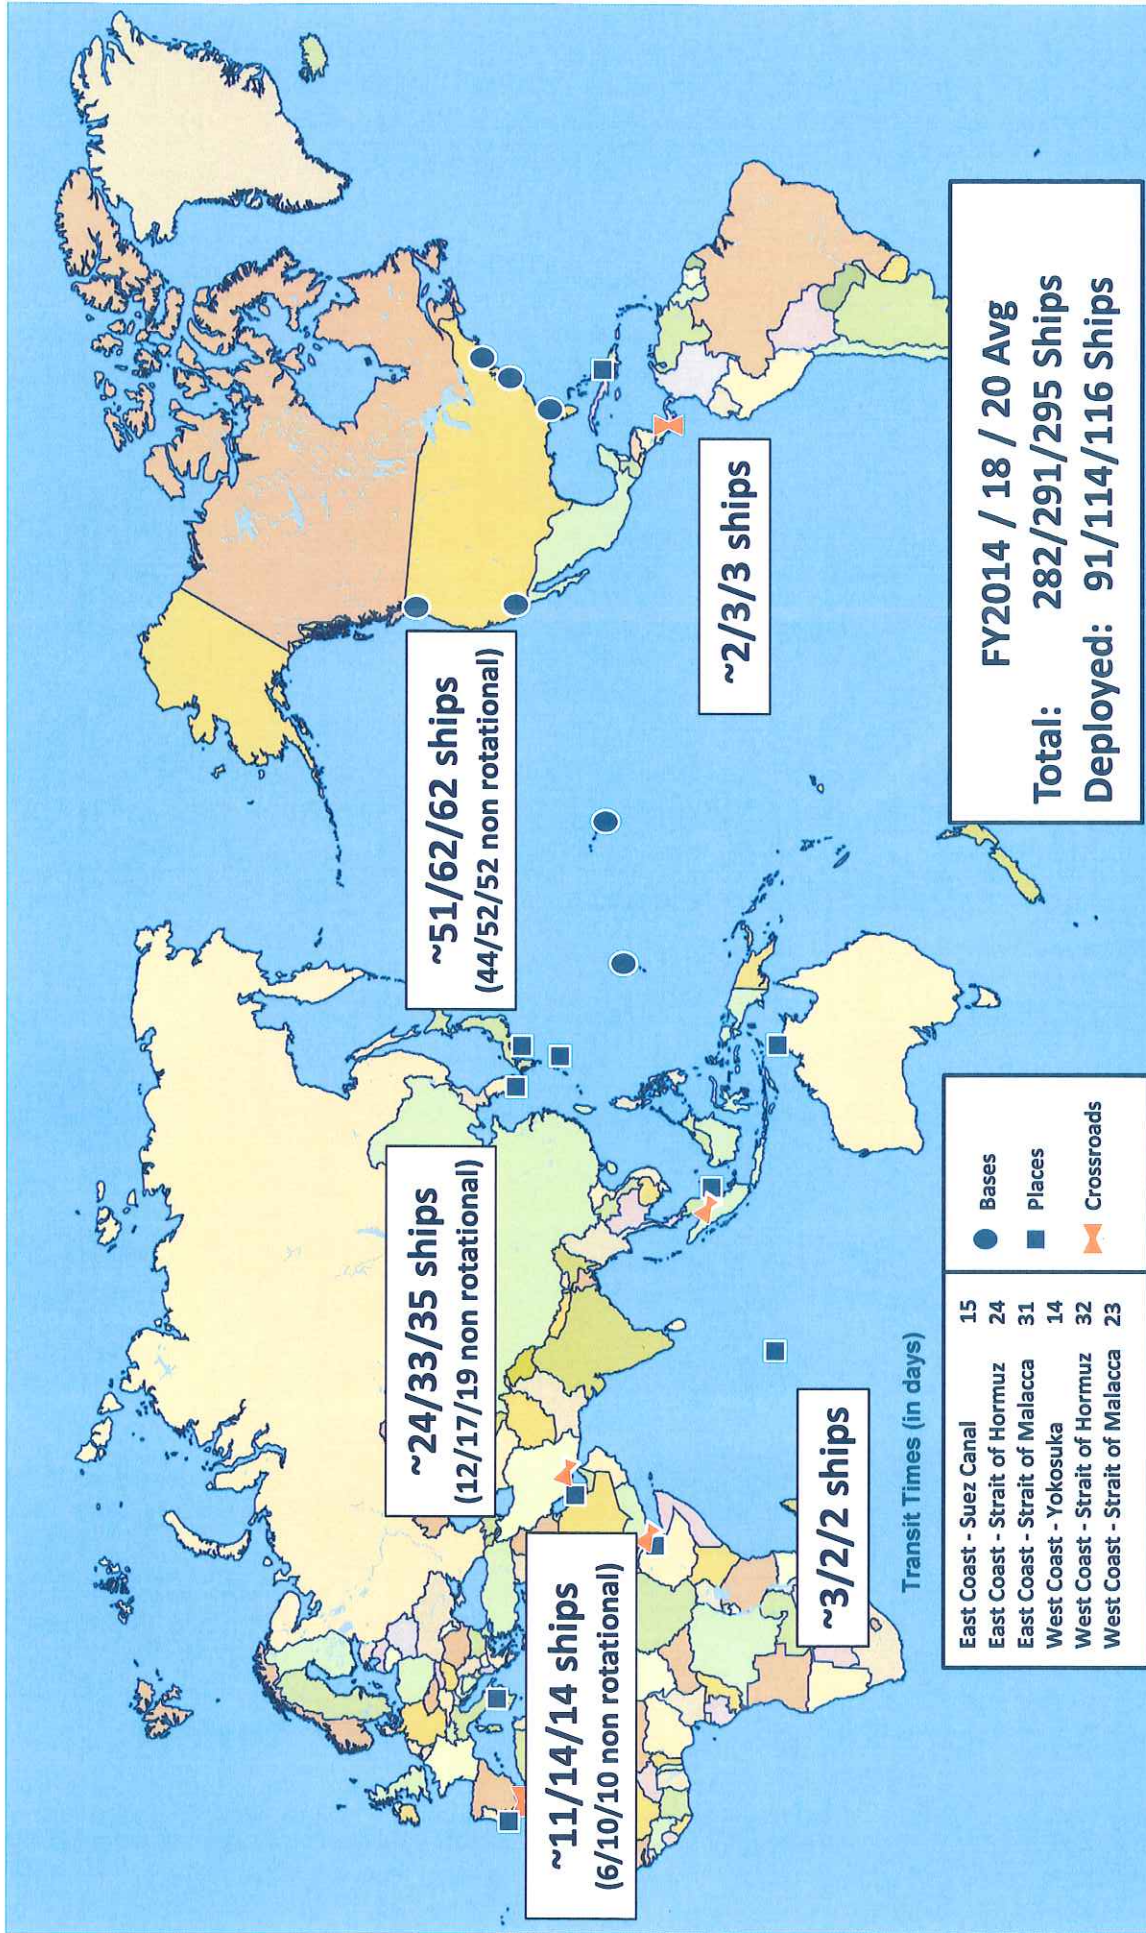 ~51/62/62 ships
(44/52/52 non rotational)
~24/33/35 ships
(12/17/19 non rotational)
~11/14/14 ships
(6/10/10 non rotational)
~2/3/3 ships
~3/2/2 ships
Transit Times (in days)
East Coast - Suez Canal 15
East Coast - Strait of Hormuz 24
East Coast - Strait of Malacca 31
West Coast - Yokosuka 14
West Coast - Strait of Hormuz 32
West Coast - Strait of Malacca 23
Bases
Places
Crossroads
FY2014 / 18 / 20 Avg
Total: 282/291/295 Ships
Deployed: 91/114/116 Ships